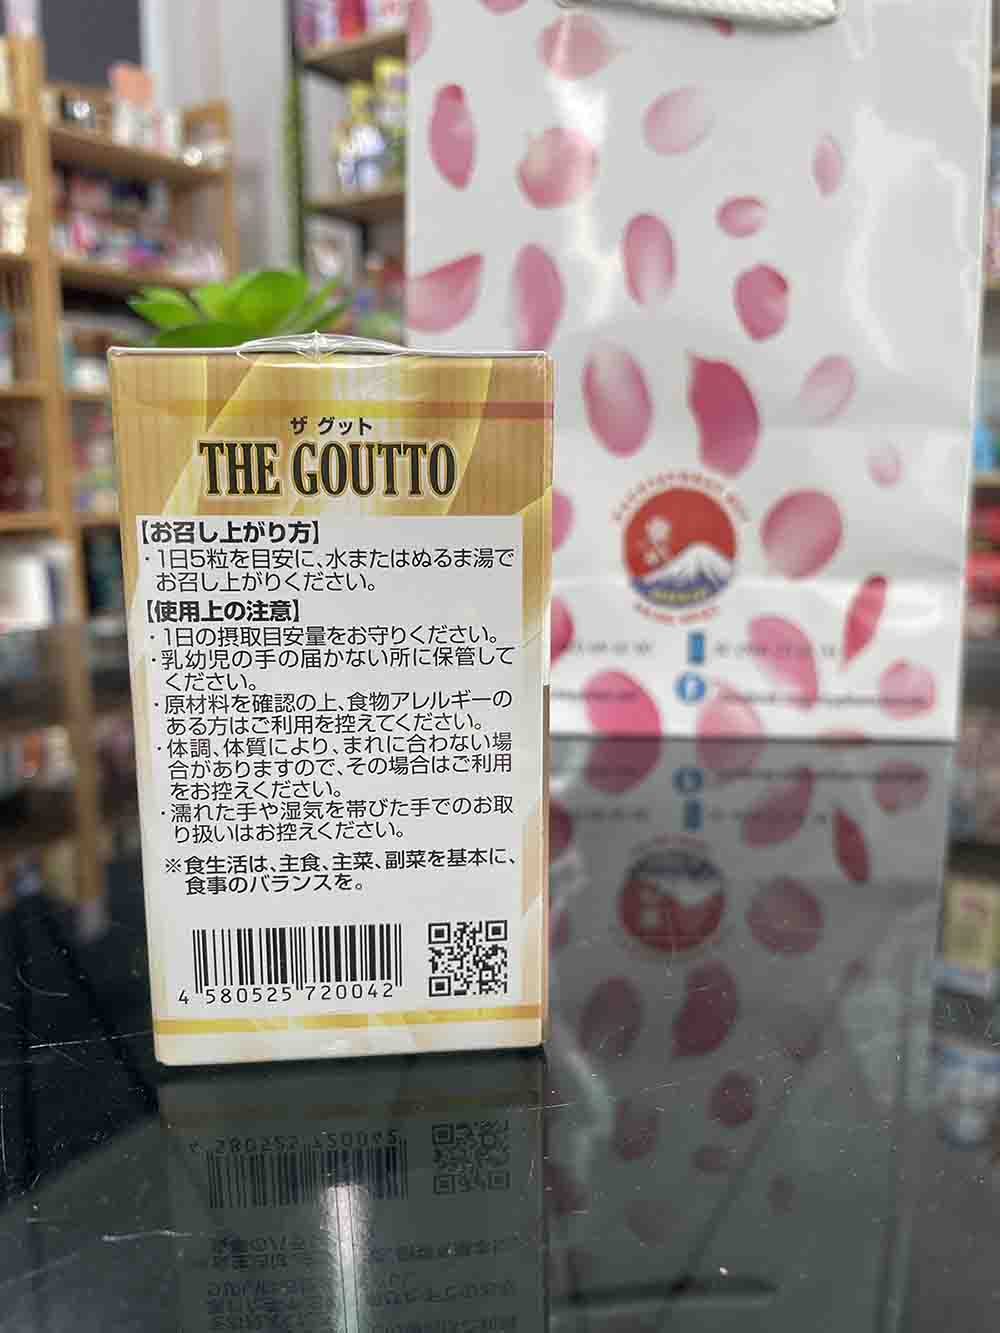 ザ グット
THE GOUTTO
【お召し上がり方】
・1日5粒を目安に、水またはぬるま湯で
お召し上がりください。
【使用上の注意】
・1日の摂取目安量をお守りください。
・乳幼児の手の届かない所に保管して
ください。
・原材料を確認の上、食物アレルギーの
ある方はご利用を控えてください。
・体調、体質により、まれに合わない場
合がありますので、その場合はご利用
をお控えください。
・濡れた手や湿気を帯びた手でのお取
り扱いはお控えください。
※食生活は、主食、主菜、副菜を基本に、
食事のバランスを。
4 580525 720042